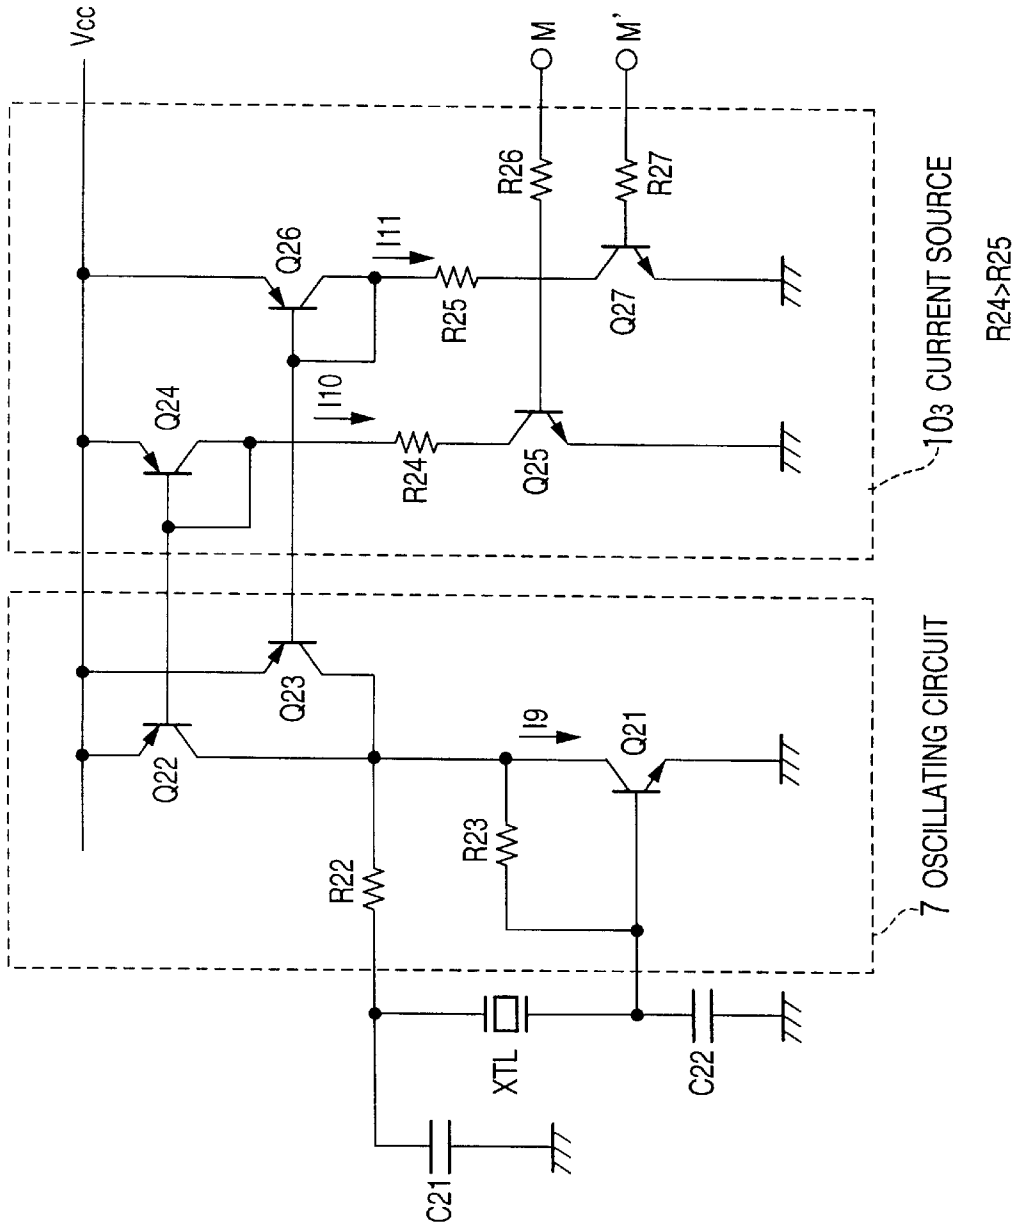 Vcc
M
M'
R26
R27
Q26
I11
R25
Q27
Q24
I10
R24
Q25
103 CURRENT SOURCE
R24>R25
Q23
Q22
I9
Q21
R23
R22
7 OSCILLATING CIRCUIT
XTL
C22
C21